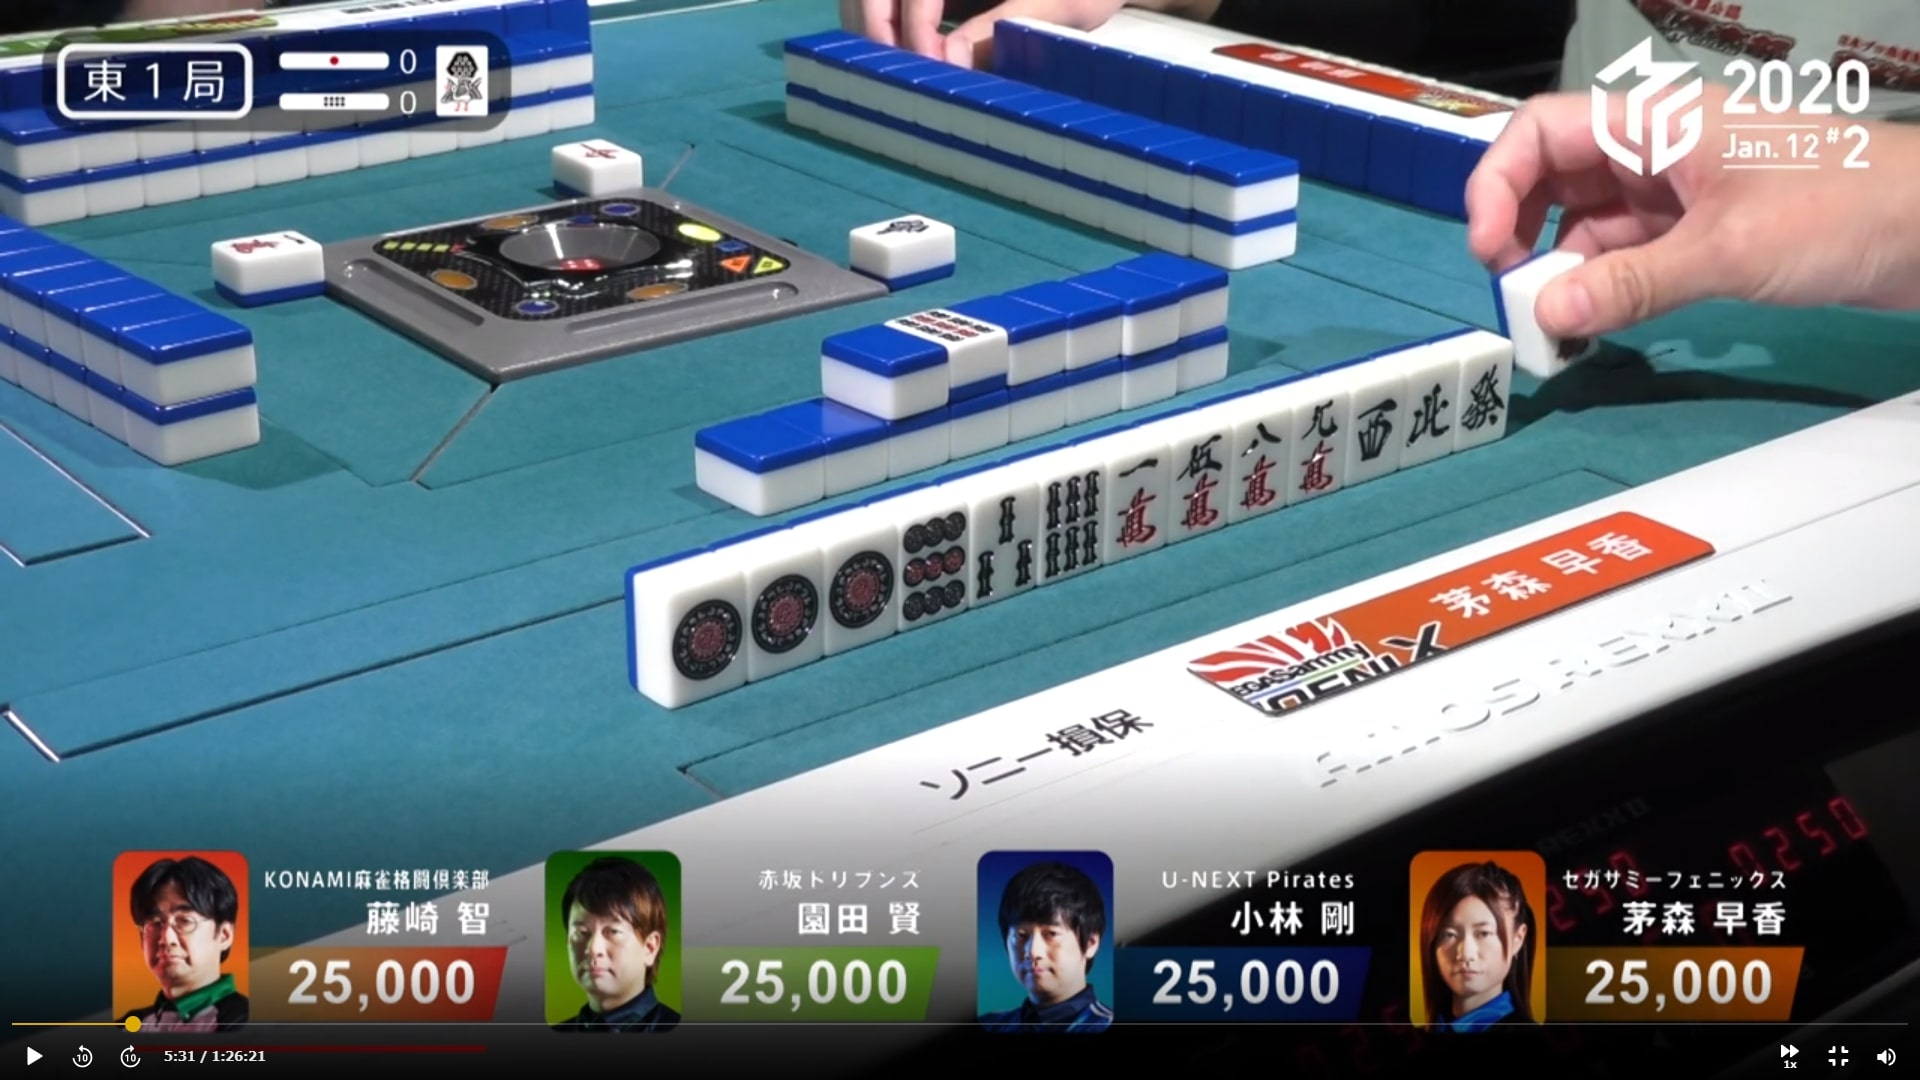 東1局
0
0
2020
Jan. 12 #2
一萬
伍萬
八萬
九萬
西
北
發
茅森 早香
ソニー損保
AMOS REXX II
KONAMI麻雀格闘倶楽部
藤崎 智
25,000
赤坂ドリブンズ
園田 賢
25,000
U-NEXT Pirates
小林 剛
25,000
セガサミーフェニックス
茅森 早香
25,000
5:31 / 1:26:21
1x